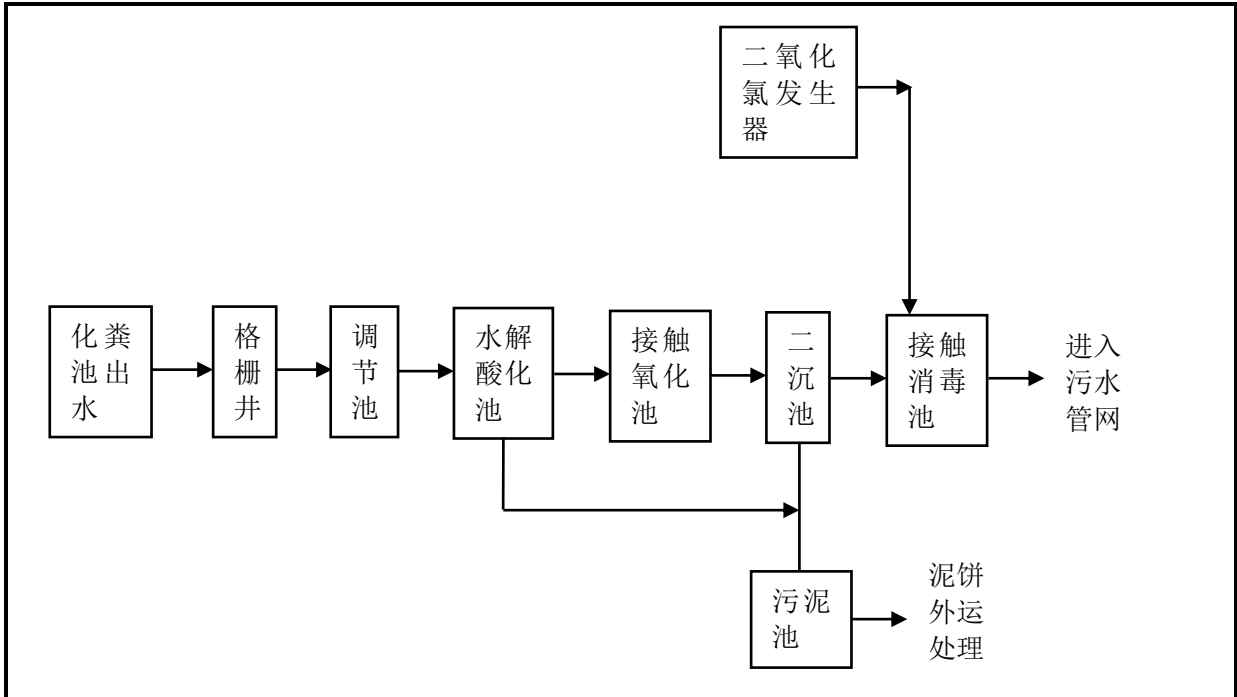 二氧化
氯发生
器
化粪
池出
水
格
栅
井
调
节
池
水解
酸化
池
接触
氧化
池
二
沉
池
接触
消毒
池
进入
污水
管网
污泥
池
泥饼
外运
处理